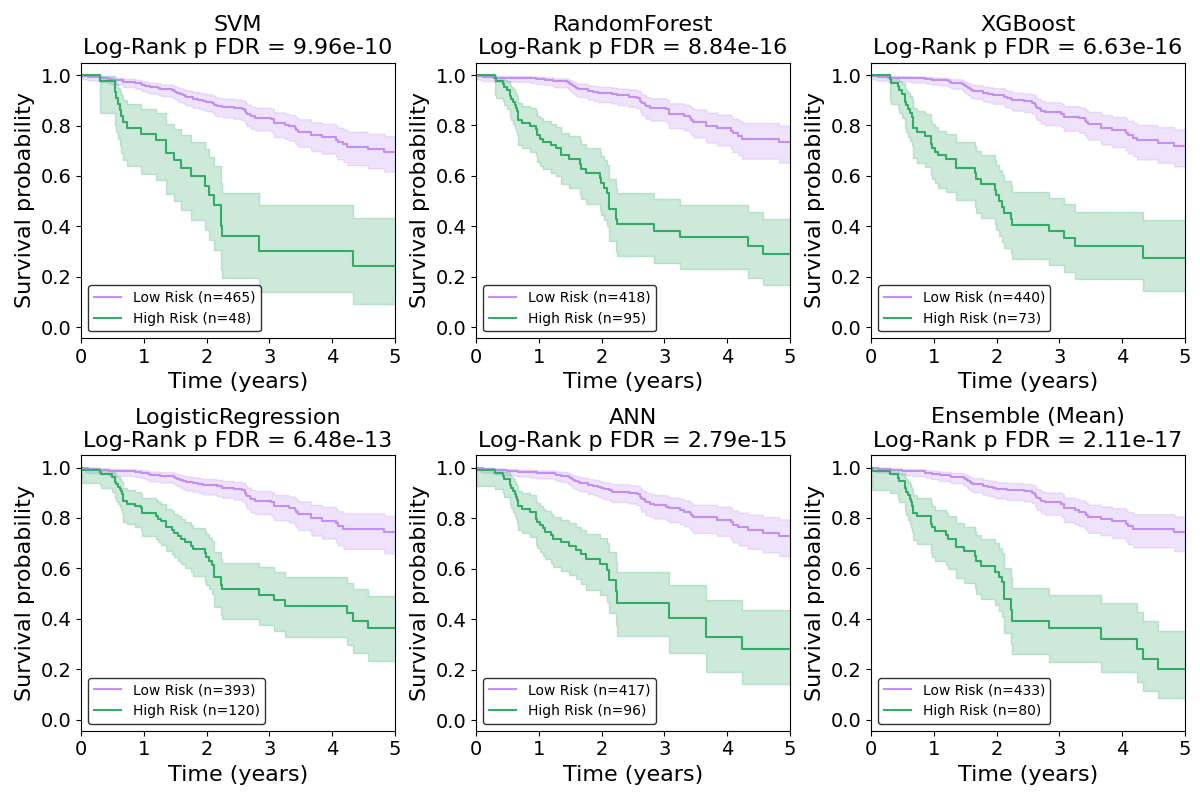 SVM
Log-Rank p FDR = 9.96e-10
Survival probability
1.0
0.8
0.6
0.4
0.2
0.0
Low Risk (n=465)
High Risk (n=48)
0 1 2 3 4 5
Time (years)
RandomForest
Log-Rank p FDR = 8.84e-16
Survival probability
1.0
0.8
0.6
0.4
0.2
0.0
Low Risk (n=418)
High Risk (n=95)
0 1 2 3 4 5
Time (years)
XGBoost
Log-Rank p FDR = 6.63e-16
Survival probability
1.0
0.8
0.6
0.4
0.2
0.0
Low Risk (n=440)
High Risk (n=73)
0 1 2 3 4 5
Time (years)
LogisticRegression
Log-Rank p FDR = 6.48e-13
Survival probability
1.0
0.8
0.6
0.4
0.2
0.0
Low Risk (n=393)
High Risk (n=120)
0 1 2 3 4 5
Time (years)
ANN
Log-Rank p FDR = 2.79e-15
Survival probability
1.0
0.8
0.6
0.4
0.2
0.0
Low Risk (n=417)
High Risk (n=96)
0 1 2 3 4 5
Time (years)
Ensemble (Mean)
Log-Rank p FDR = 2.11e-17
Survival probability
1.0
0.8
0.6
0.4
0.2
0.0
Low Risk (n=433)
High Risk (n=80)
0 1 2 3 4 5
Time (years)